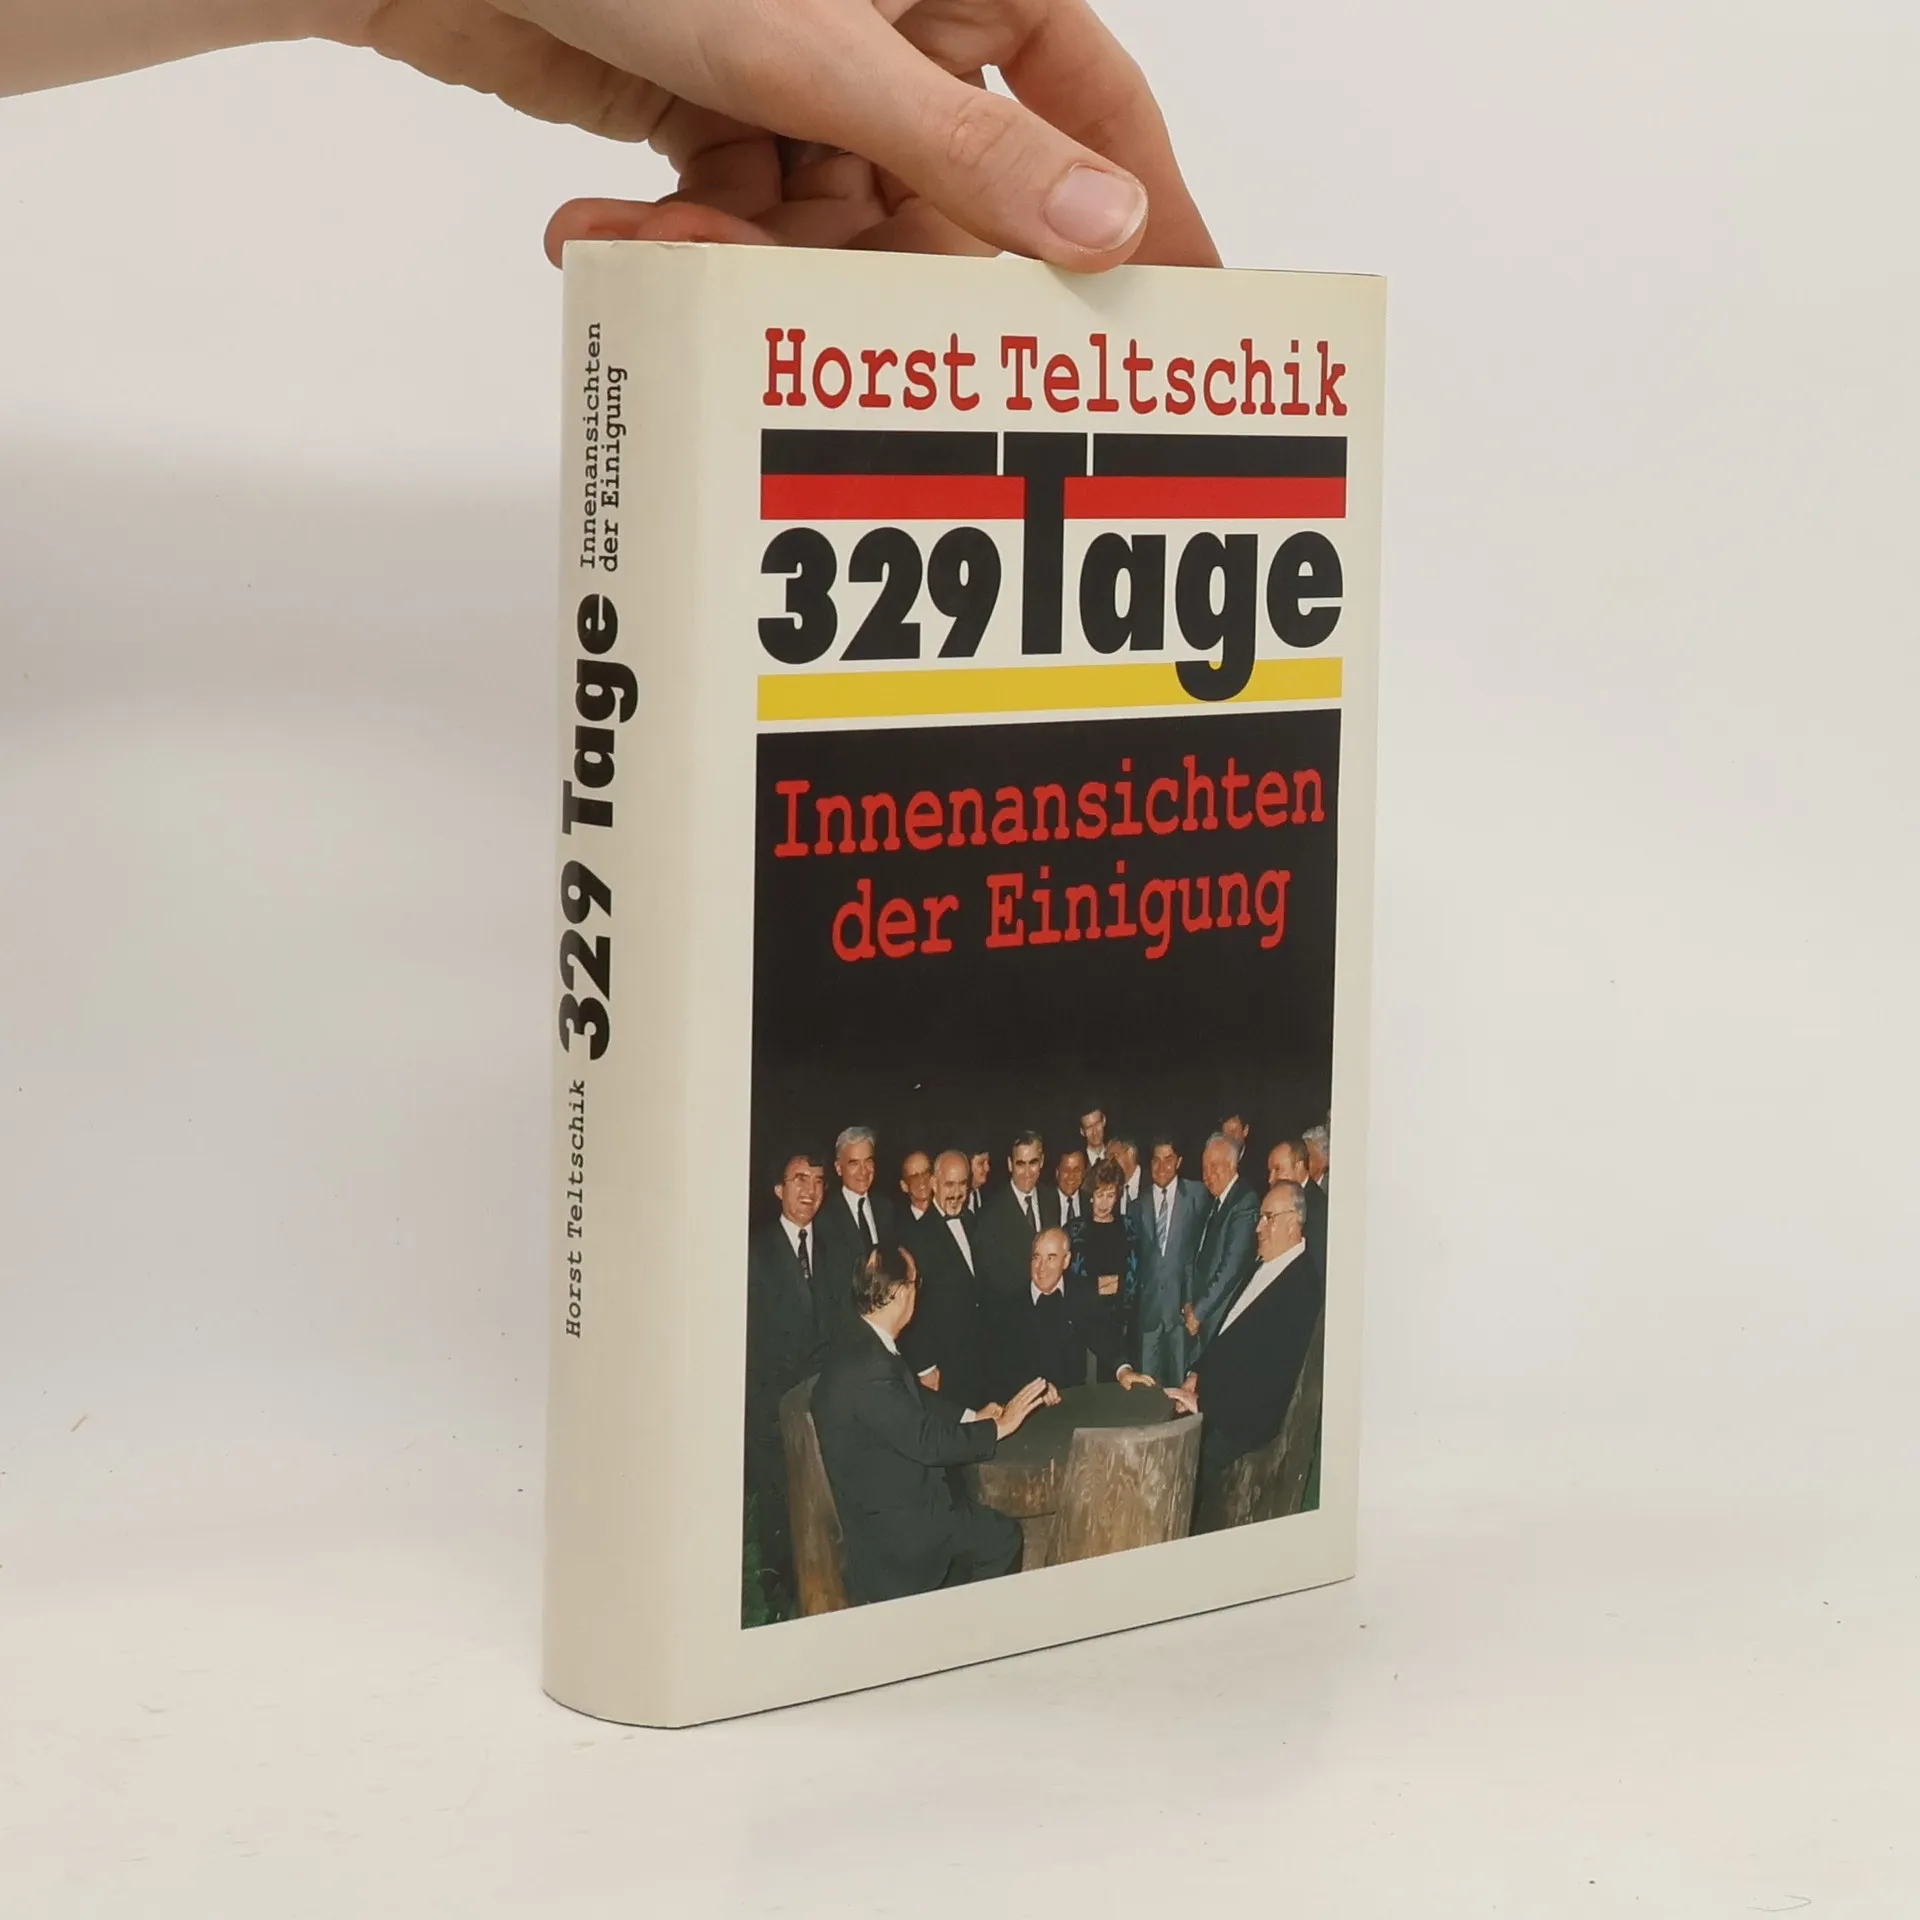 Horst Teltschik
329 Tage
Innenansichten
der Einigung
Horst Teltschik 329 Tage Innenansichten
der Einigung